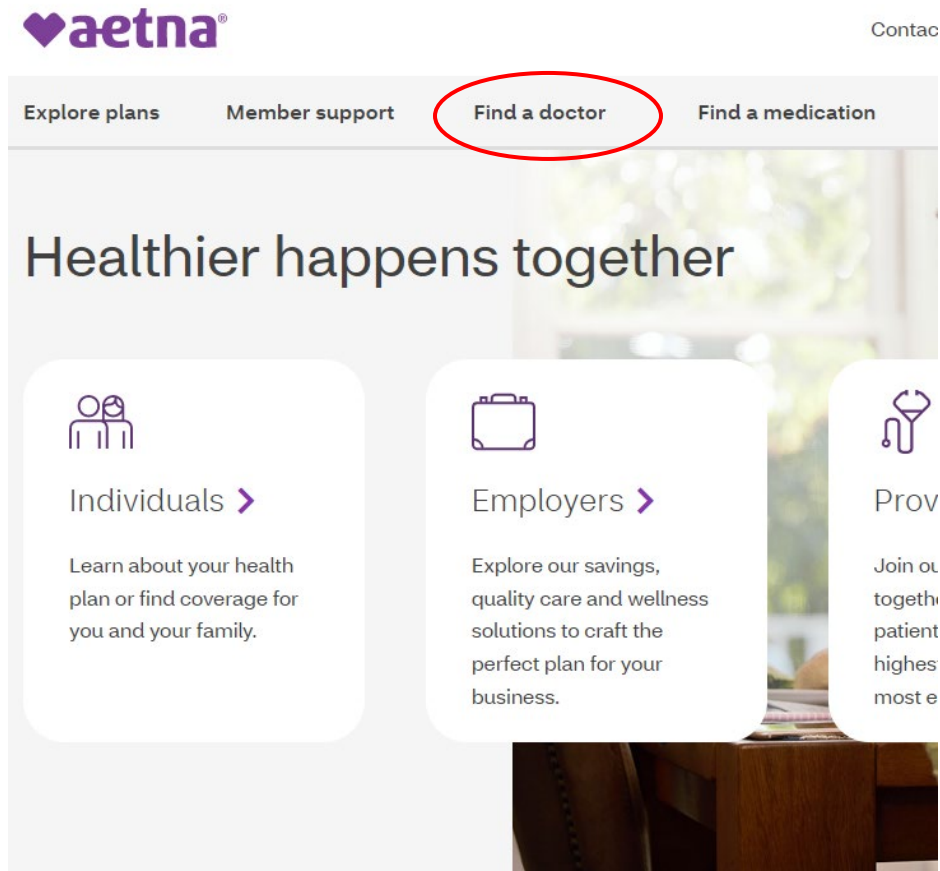 aetna®
Contac
Explore plans
Member support
Find a doctor
Find a medication
Healthier happens together
Individuals
Learn about your health
plan or find coverage for
you and your family.
Employers
Explore our savings,
quality care and wellness
solutions to craft the
perfect plan for your
business.
Prov
Join ou
togethe
patient
highes
most e